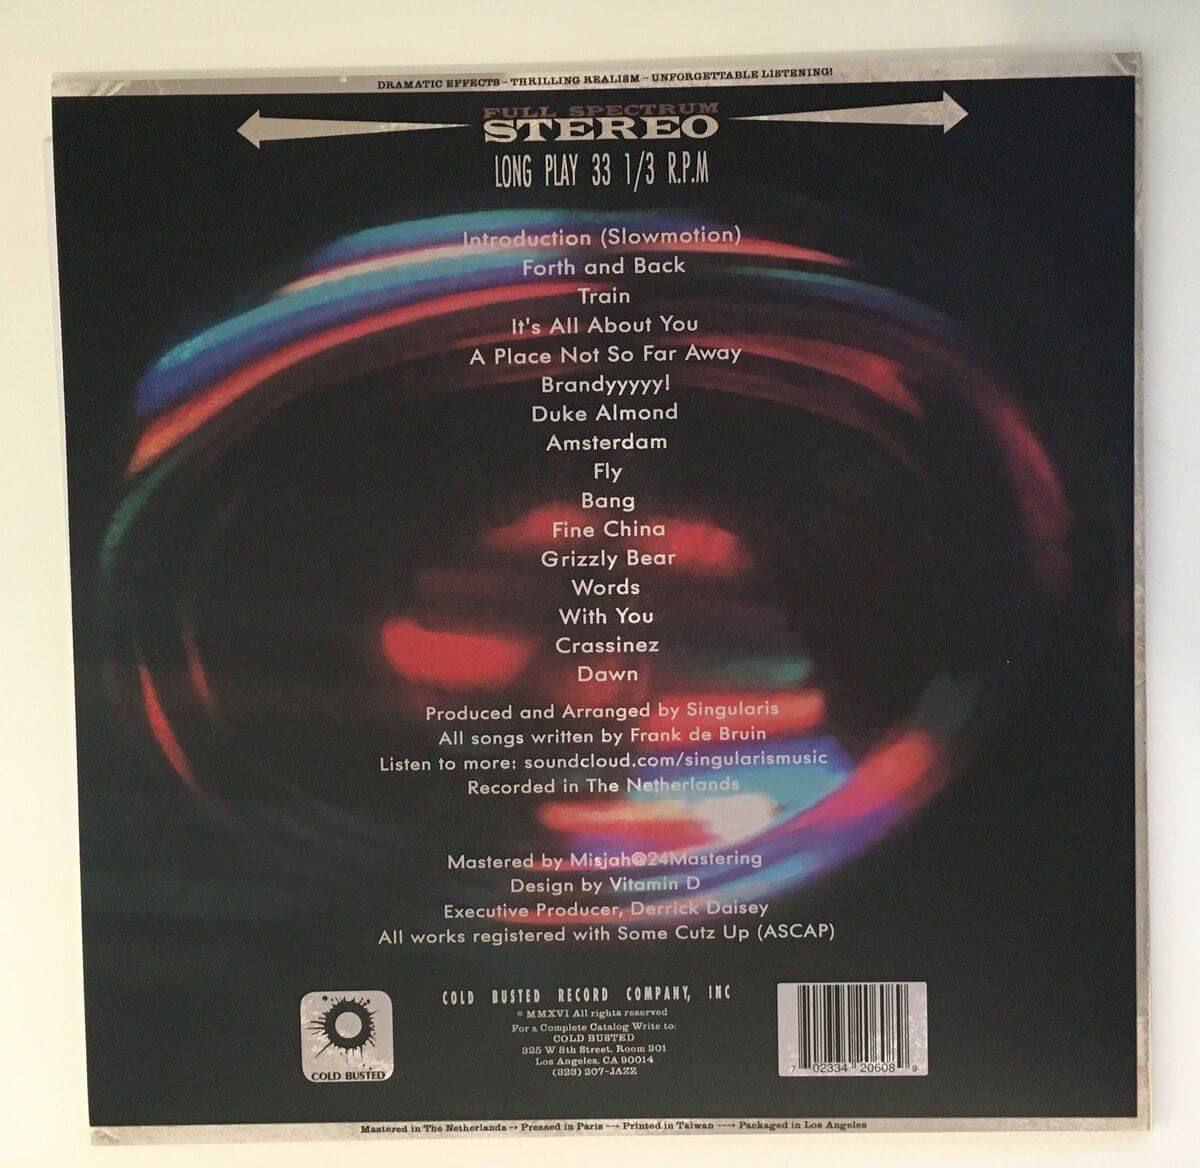 DRAMATIC EFFECTS - THRILLING REALISM - UNFORGETTABLE LISTENING!
FULL SPECTRUM
STEREO
LONG PLAY 33 1/3 R.P.M
Introduction (Slowmotion)
Forth and Back
Train
It's All About You
A Place Not So Far Away
Brandyyyyy!
Duke Almond
Amsterdam
Fly
Bang
Fine China
Grizzly Bear
Words
With You
Crassinez
Dawn
Produced and Arranged by Singularis
All songs written by Frank de Bruin
Listen to more: soundcloud.com/singularismusic
Recorded in The Netherlands
Mastered by Misjah@24Mastering
Design by Vitamin D
Executive Producer, Derrick Daisey
All works registered with Some Cutz Up (ASCAP)
COLD BUSTED RECORD COMPANY, INC
© MMXVI All rights reserved
For a Complete Catalog Write to:
COLD BUSTED
325 W 8th Street, Room 301
Los Angeles, CA 90014
(323) 207-JAZZ
COLD BUSTED
7 02334 20608 9
Mastered in The Netherlands -> Pressed in Paris --> Printed in Taiwan ---> Packaged in Los Angeles